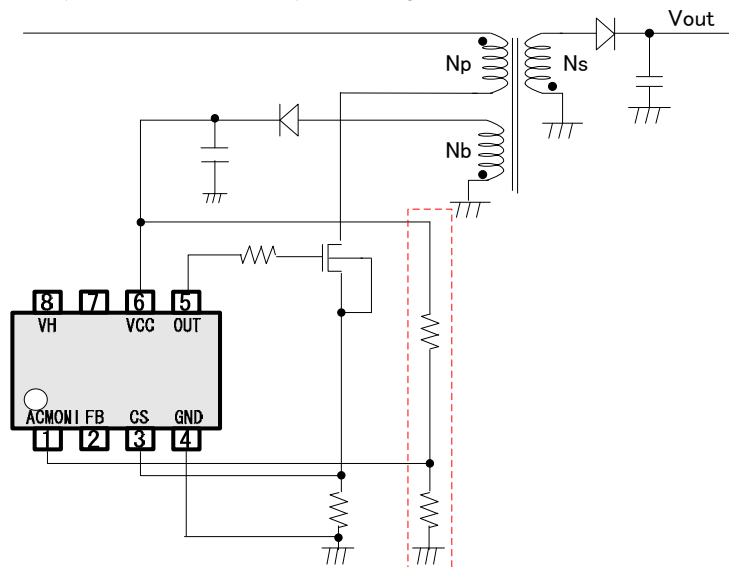 Vout
Np
Ns
Nb
8 7 6 5
VH VCC OUT
ACMONI FB CS GND
1 2 3 4